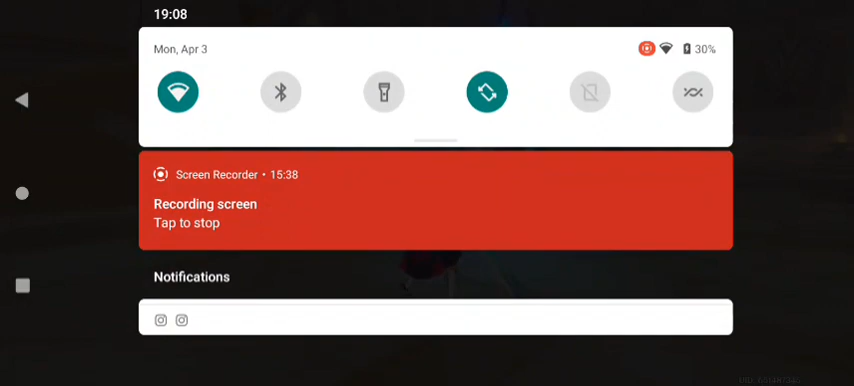 19:08
Mon, Apr 3
30%
Screen Recorder • 15:38
Recording screen
Tap to stop
Notifications